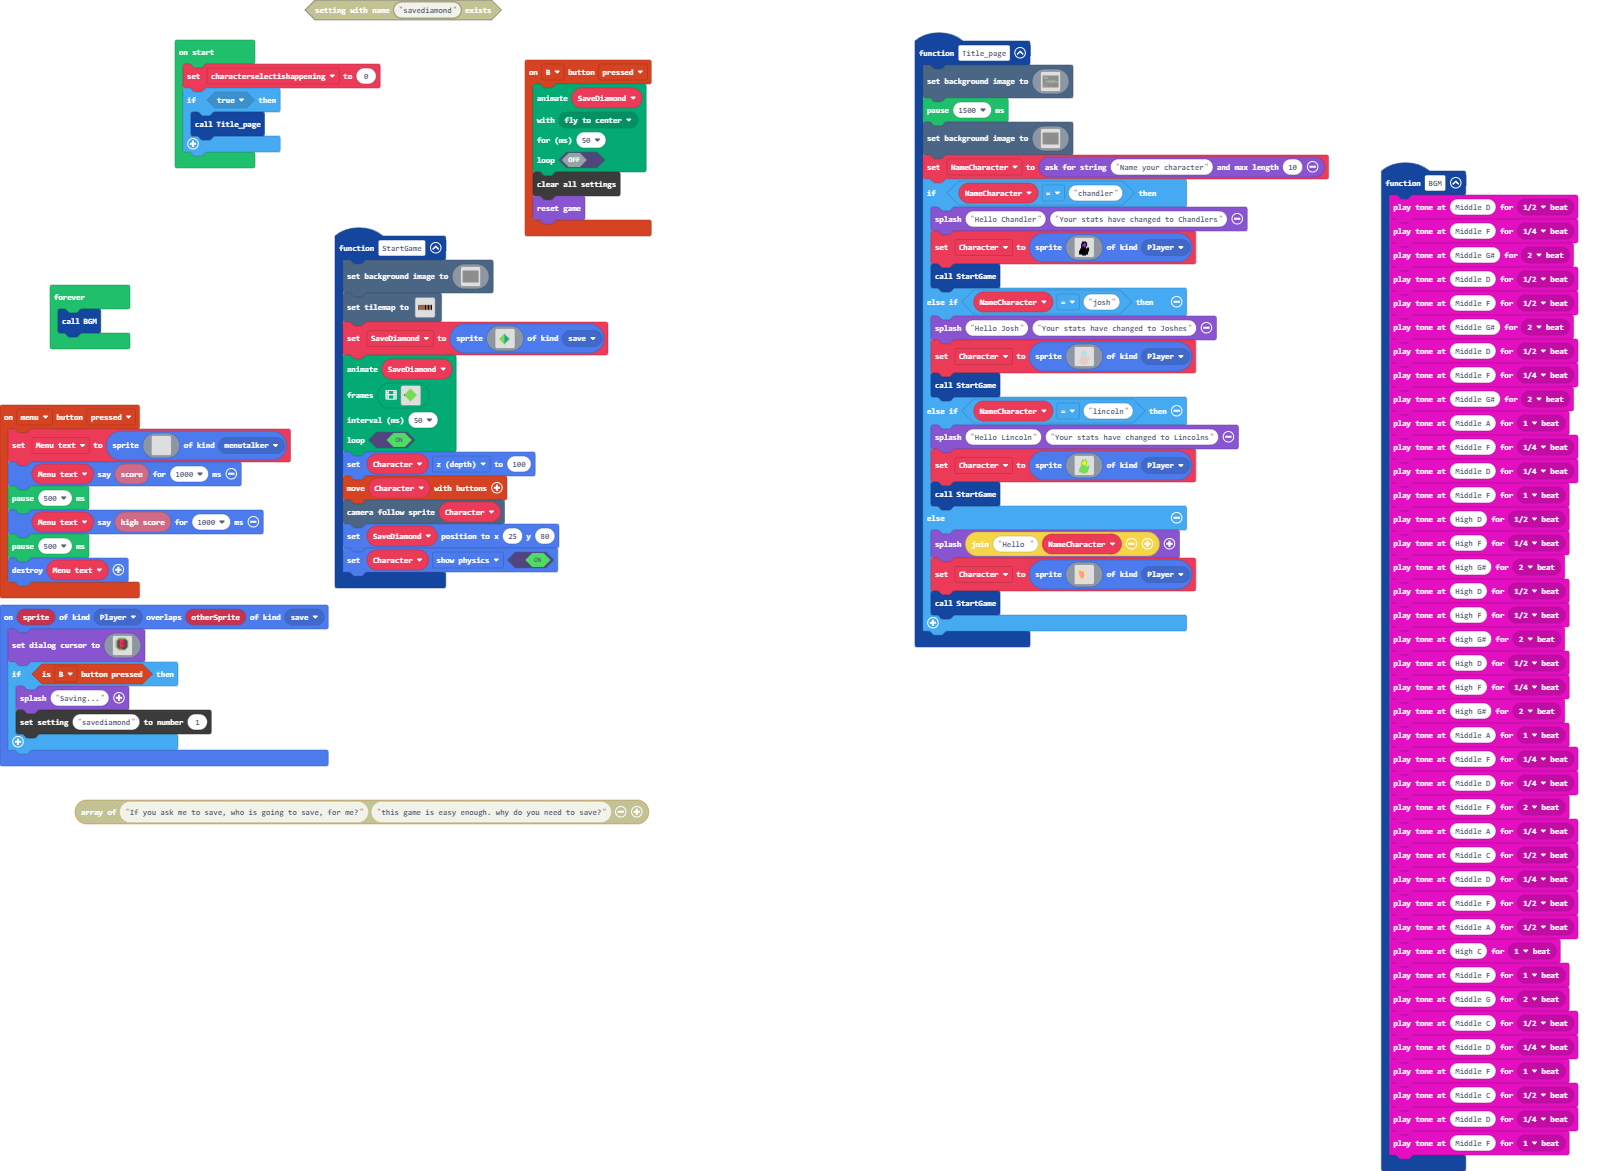 setting with name "savediamond" exists
on start
set characterselectishappening to 0
if true then
call Title_page
on B button pressed
animate SaveDiamond
with fly to center
for (ms) 50
loop OFF
clear all settings
reset game
function StartGame
set background image to
set tilemap to
set SaveDiamond to sprite of kind save
animate SaveDiamond
frames
interval (ms) 50
loop ON
set Character z (depth) to 100
move Character with buttons
camera follow sprite Character
set SaveDiamond position to x 25 y 80
set Character show physics ON
forever
call BGM
on menu button pressed
set Menu text to sprite of kind menutalker
Menu text say score for 1000 ms
pause 500 ms
Menu text say high score for 1000 ms
pause 500 ms
destroy Menu text
on sprite of kind Player overlaps otherSprite of kind save
set dialog cursor to
if is B button pressed then
splash "Saving..."
set setting "savediamond" to number 1
array of "If you ask me to save, who is going to save, for me?" "this game is easy enough. why do you need to save?"
function Title_page
set background image to
pause 1500 ms
set background image to
set NameCharacter to ask for string "Name your character" and max length 10
if NameCharacter = "chandler" then
splash "Hello Chandler" "Your stats have changed to Chandlers"
set Character to sprite of kind Player
call StartGame
else if NameCharacter = "josh" then
splash "Hello Josh" "Your stats have changed to Joshes"
set Character to sprite of kind Player
call StartGame
else if NameCharacter = "lincoln" then
splash "Hello Lincoln" "Your stats have changed to Lincolns"
set Character to sprite of kind Player
call StartGame
else
splash join "Hello " NameCharacter
set Character to sprite of kind Player
call StartGame
function BGM
play tone at Middle D for 1/2 beat
play tone at Middle F for 1/4 beat
play tone at Middle G# for 2 beat
play tone at Middle D for 1/2 beat
play tone at Middle F for 1/2 beat
play tone at Middle G# for 2 beat
play tone at Middle D for 1/2 beat
play tone at Middle F for 1/4 beat
play tone at Middle G# for 2 beat
play tone at Middle A for 1 beat
play tone at Middle F for 1/4 beat
play tone at Middle D for 1/4 beat
play tone at Middle F for 1 beat
play tone at High D for 1/2 beat
play tone at High F for 1/4 beat
play tone at High G# for 2 beat
play tone at High D for 1/2 beat
play tone at High F for 1/2 beat
play tone at High G# for 2 beat
play tone at High D for 1/2 beat
play tone at High F for 1/4 beat
play tone at High G# for 2 beat
play tone at Middle A for 1 beat
play tone at Middle F for 1/4 beat
play tone at Middle D for 1/4 beat
play tone at Middle F for 2 beat
play tone at Middle A for 1/4 beat
play tone at Middle C for 1/2 beat
play tone at Middle D for 1/4 beat
play tone at Middle F for 1/2 beat
play tone at Middle A for 1/2 beat
play tone at High C for 1 beat
play tone at Middle F for 1 beat
play tone at Middle G for 2 beat
play tone at Middle C for 1/2 beat
play tone at Middle D for 1/4 beat
play tone at Middle F for 1 beat
play tone at Middle C for 1/2 beat
play tone at Middle D for 1/4 beat
play tone at Middle F for 1 beat